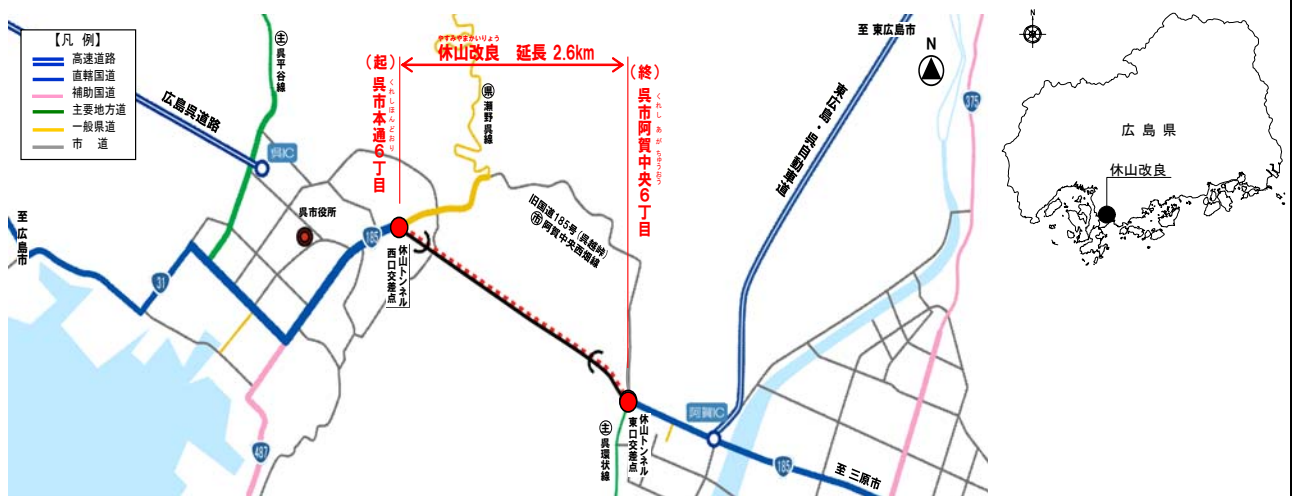 【凡 例】
高速道路
直轄国道
補助国道
主要地方道
一般県道
市 道
主 呉平谷線
広島呉道路
呉IC
呉市役所
至 広島市
31
185
487
やすみやまかいりょう
休山改良 延長 2.6km
（起）呉市本通６丁目
くれしほんどおり
（終）呉市阿賀中央６丁目
くれし あが ちゅうおう
県 瀬野呉線
旧国道185号（呉越峠）
市 阿賀中央西畑線
休山トンネル
西口交差点
休山トンネル
東口交差点
主 呉環状線
阿賀IC
185
至 三原市
至 東広島市
N
東広島・呉自動車道
375
N
広島県
休山改良